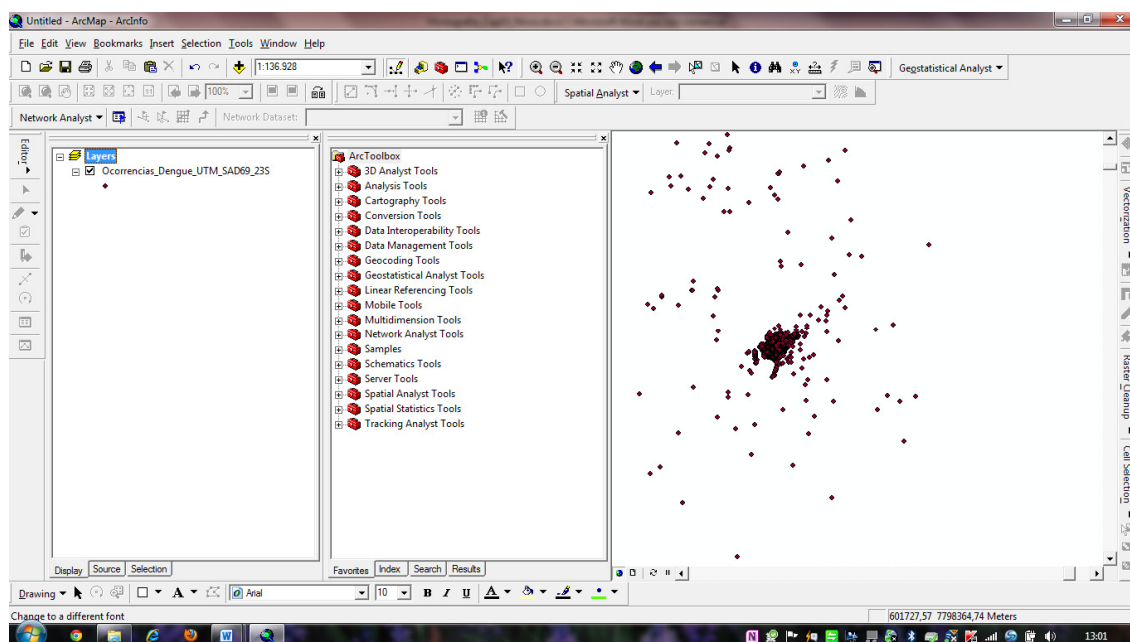 Untitled - ArcMap - ArcInfo
File Edit View Bookmarks Insert Selection Tools Window Help
1:136.928
Geostatistical Analyst
100%
Spatial Analyst
Layer:
Network Analyst
Network Dataset:
Editor
Layers
Ocorrencias_Dengue_UTM_SAD69_23S
ArcToolbox
3D Analyst Tools
Analysis Tools
Cartography Tools
Conversion Tools
Data Interoperability Tools
Data Management Tools
Geocoding Tools
Geostatistical Analyst Tools
Linear Referencing Tools
Mobile Tools
Multidimension Tools
Network Analyst Tools
Samples
Schematics Tools
Server Tools
Spatial Analyst Tools
Spatial Statistics Tools
Tracking Analyst Tools
Vectorization
Raster Cleanup
Cell Selection
Display Source Selection
Favorites Index Search Results
Drawing
A
Arial
10
B I U A
Change to a different font
601727,57 7798364,74 Meters
13:01